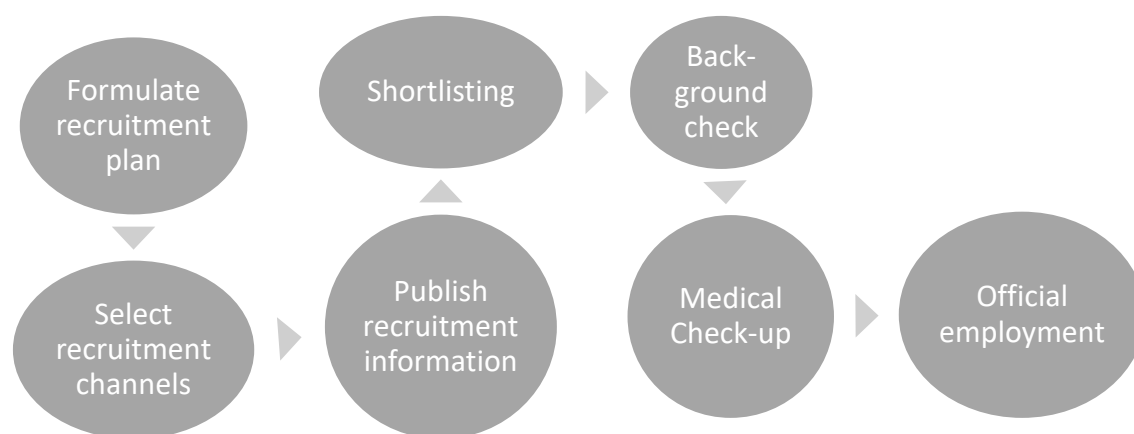 Formulate
recruitment
plan
Select
recruitment
channels
Publish
recruitment
information
Shortlisting
Back-
ground
check
Medical
Check-up
Official
employment